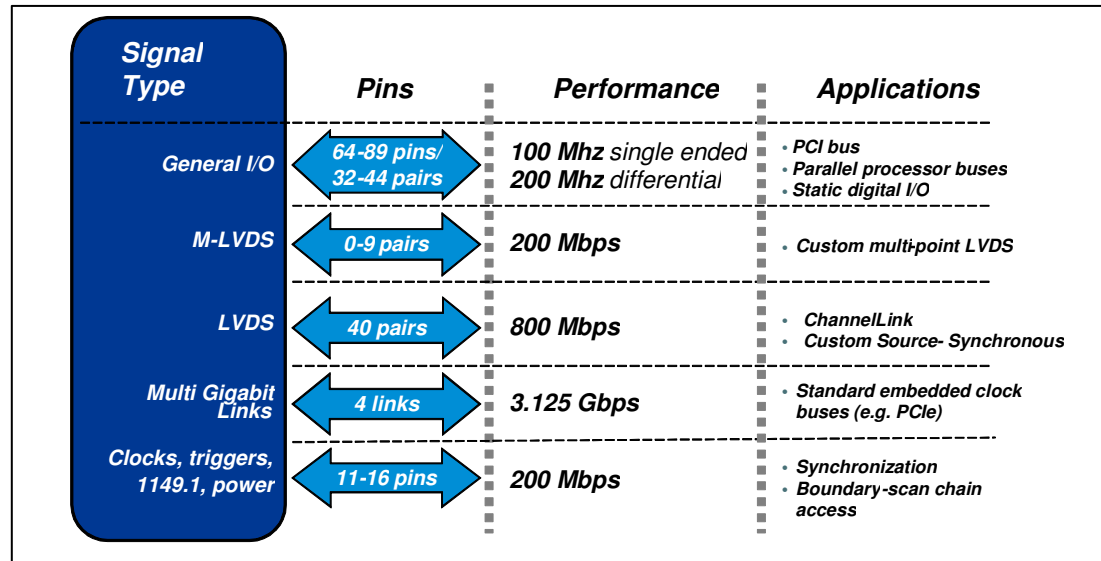 Signal
Type
Pins
Performance
Applications
General I/O
64-89 pins/
32-44 pairs
100 Mhz single ended
200 Mhz differential
• PCI bus
• Parallel processor buses
• Static digital I/O
M-LVDS
0-9 pairs
200 Mbps
• Custom multi-point LVDS
LVDS
40 pairs
800 Mbps
• ChannelLink
• Custom Source- Synchronous
Multi Gigabit
Links
4 links
3.125 Gbps
• Standard embedded clock
buses (e.g. PCIe)
Clocks, triggers,
1149.1, power
11-16 pins
200 Mbps
• Synchronization
• Boundary-scan chain
access